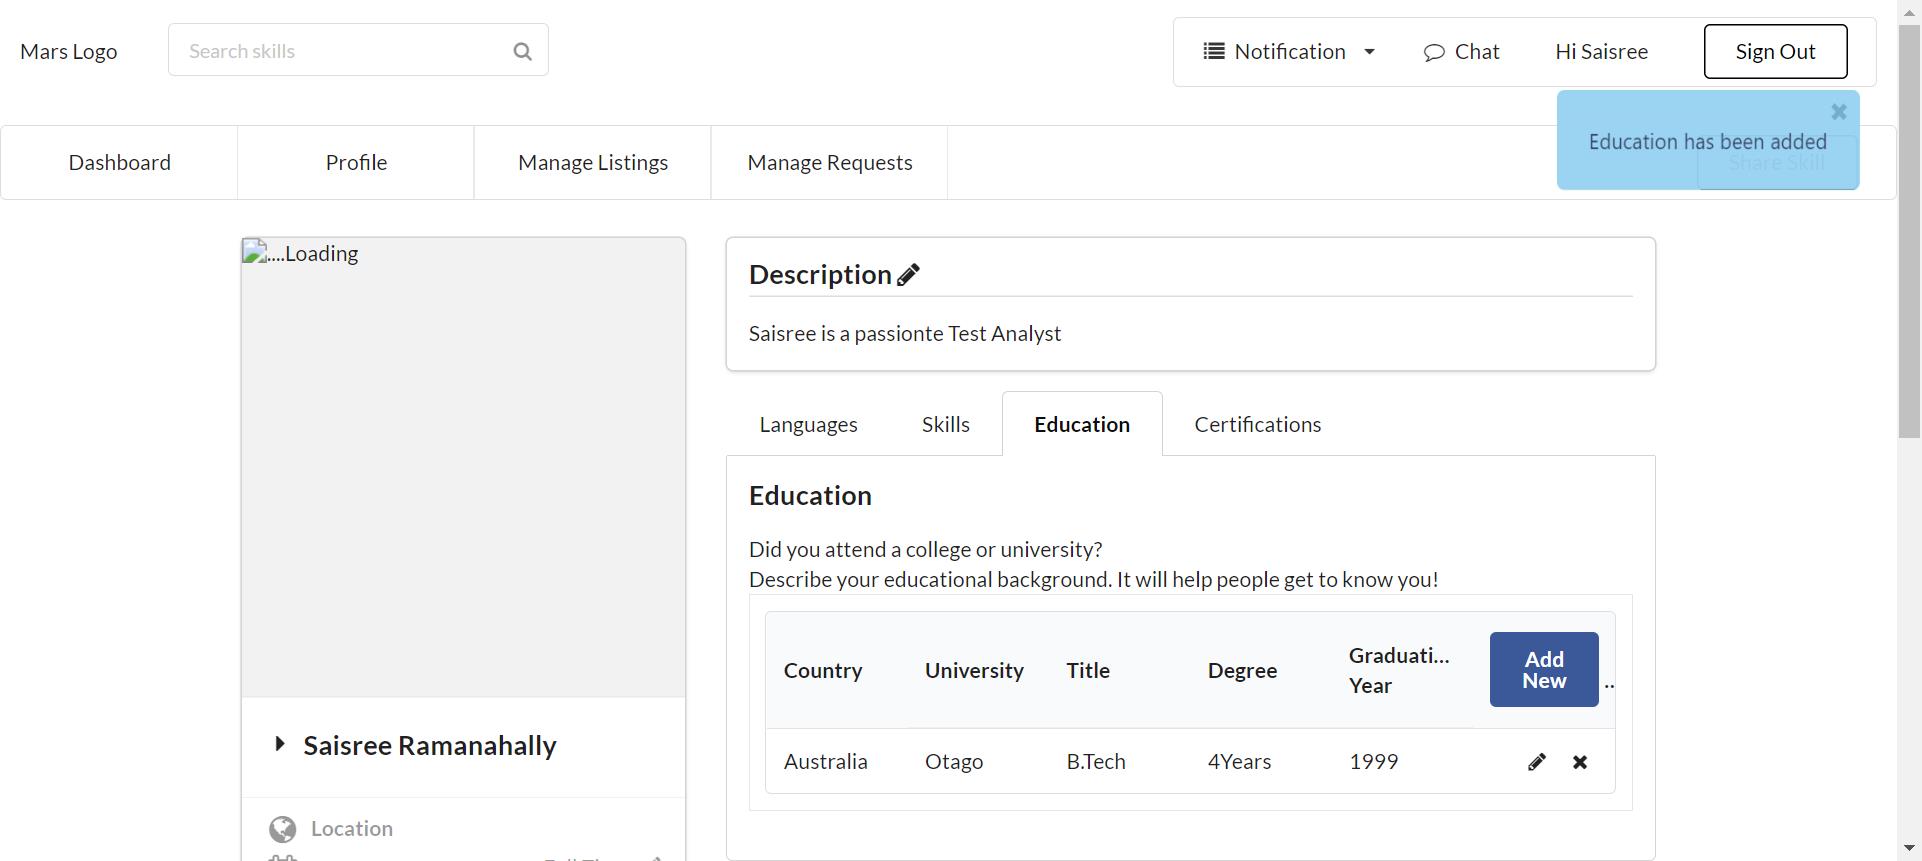 Mars Logo
Search skills
Notification
Chat
Hi Saisree
Sign Out
Education has been added
Dashboard
Profile
Manage Listings
Manage Requests
Share Skill
....Loading
Description
Saisree is a passionte Test Analyst
Languages
Skills
Education
Certifications
Education
Did you attend a college or university?
Describe your educational background. It will help people get to know you!
Country
University
Title
Degree
Graduati...
Year
Add
New
..
Australia
Otago
B.Tech
4Years
1999
Saisree Ramanahally
Location